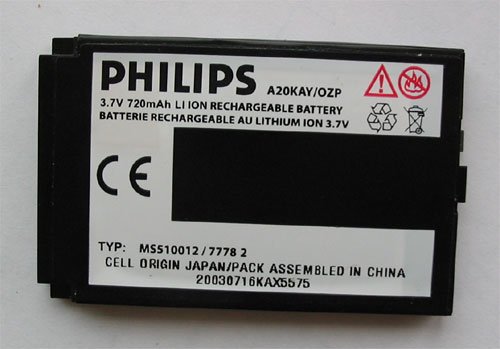 PHILIPS A20KAY/OZP
3.7V 720mAh LI ION RECHARGEABLE BATTERY
BATTERIE RECHARGEABLE AU LITHIUM ION 3.7V
CE
TYP: MS510012 / 7778 2
CELL ORIGIN JAPAN/PACK ASSEMBLED IN CHINA
20030716KAX5575